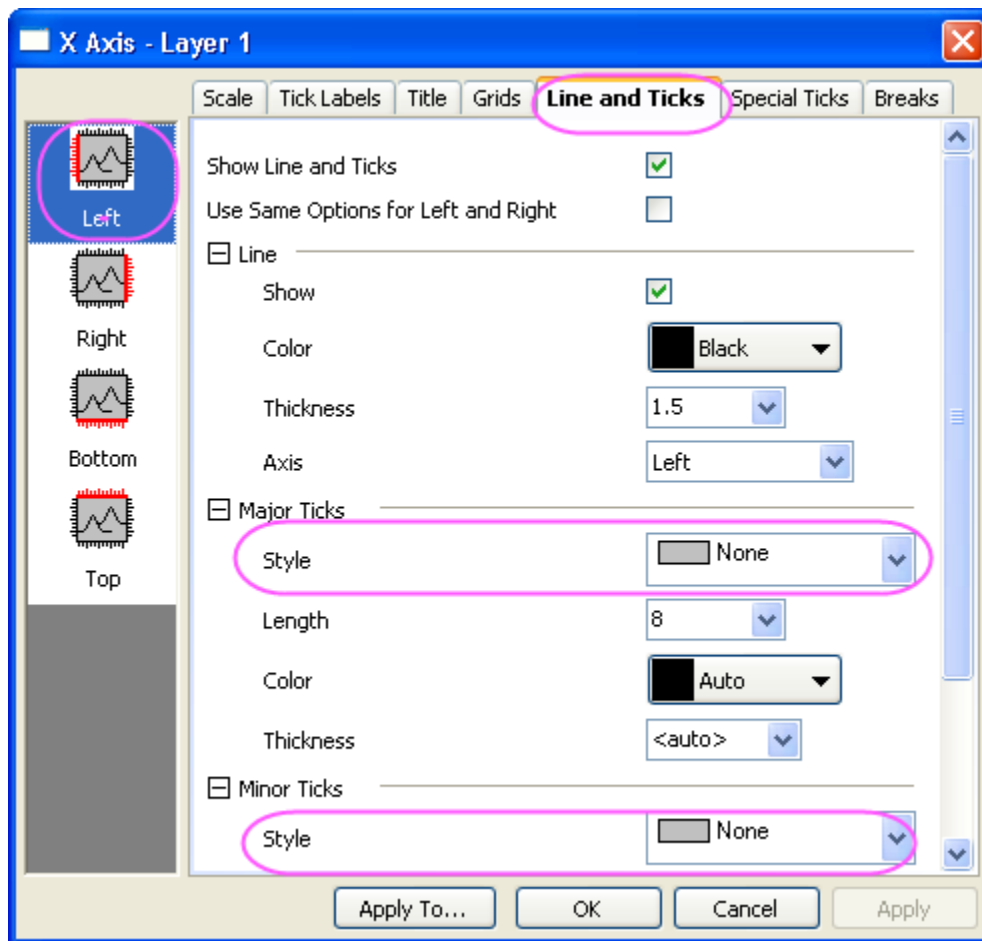 X Axis - Layer 1
Scale Tick Labels Title Grids Line and Ticks Special Ticks Breaks
Left
Right
Bottom
Top
Show Line and Ticks
Use Same Options for Left and Right
Line
Show
Color Black
Thickness 1.5
Axis Left
Major Ticks
Style None
Length 8
Color Auto
Thickness <auto>
Minor Ticks
Style None
Apply To... OK Cancel Apply